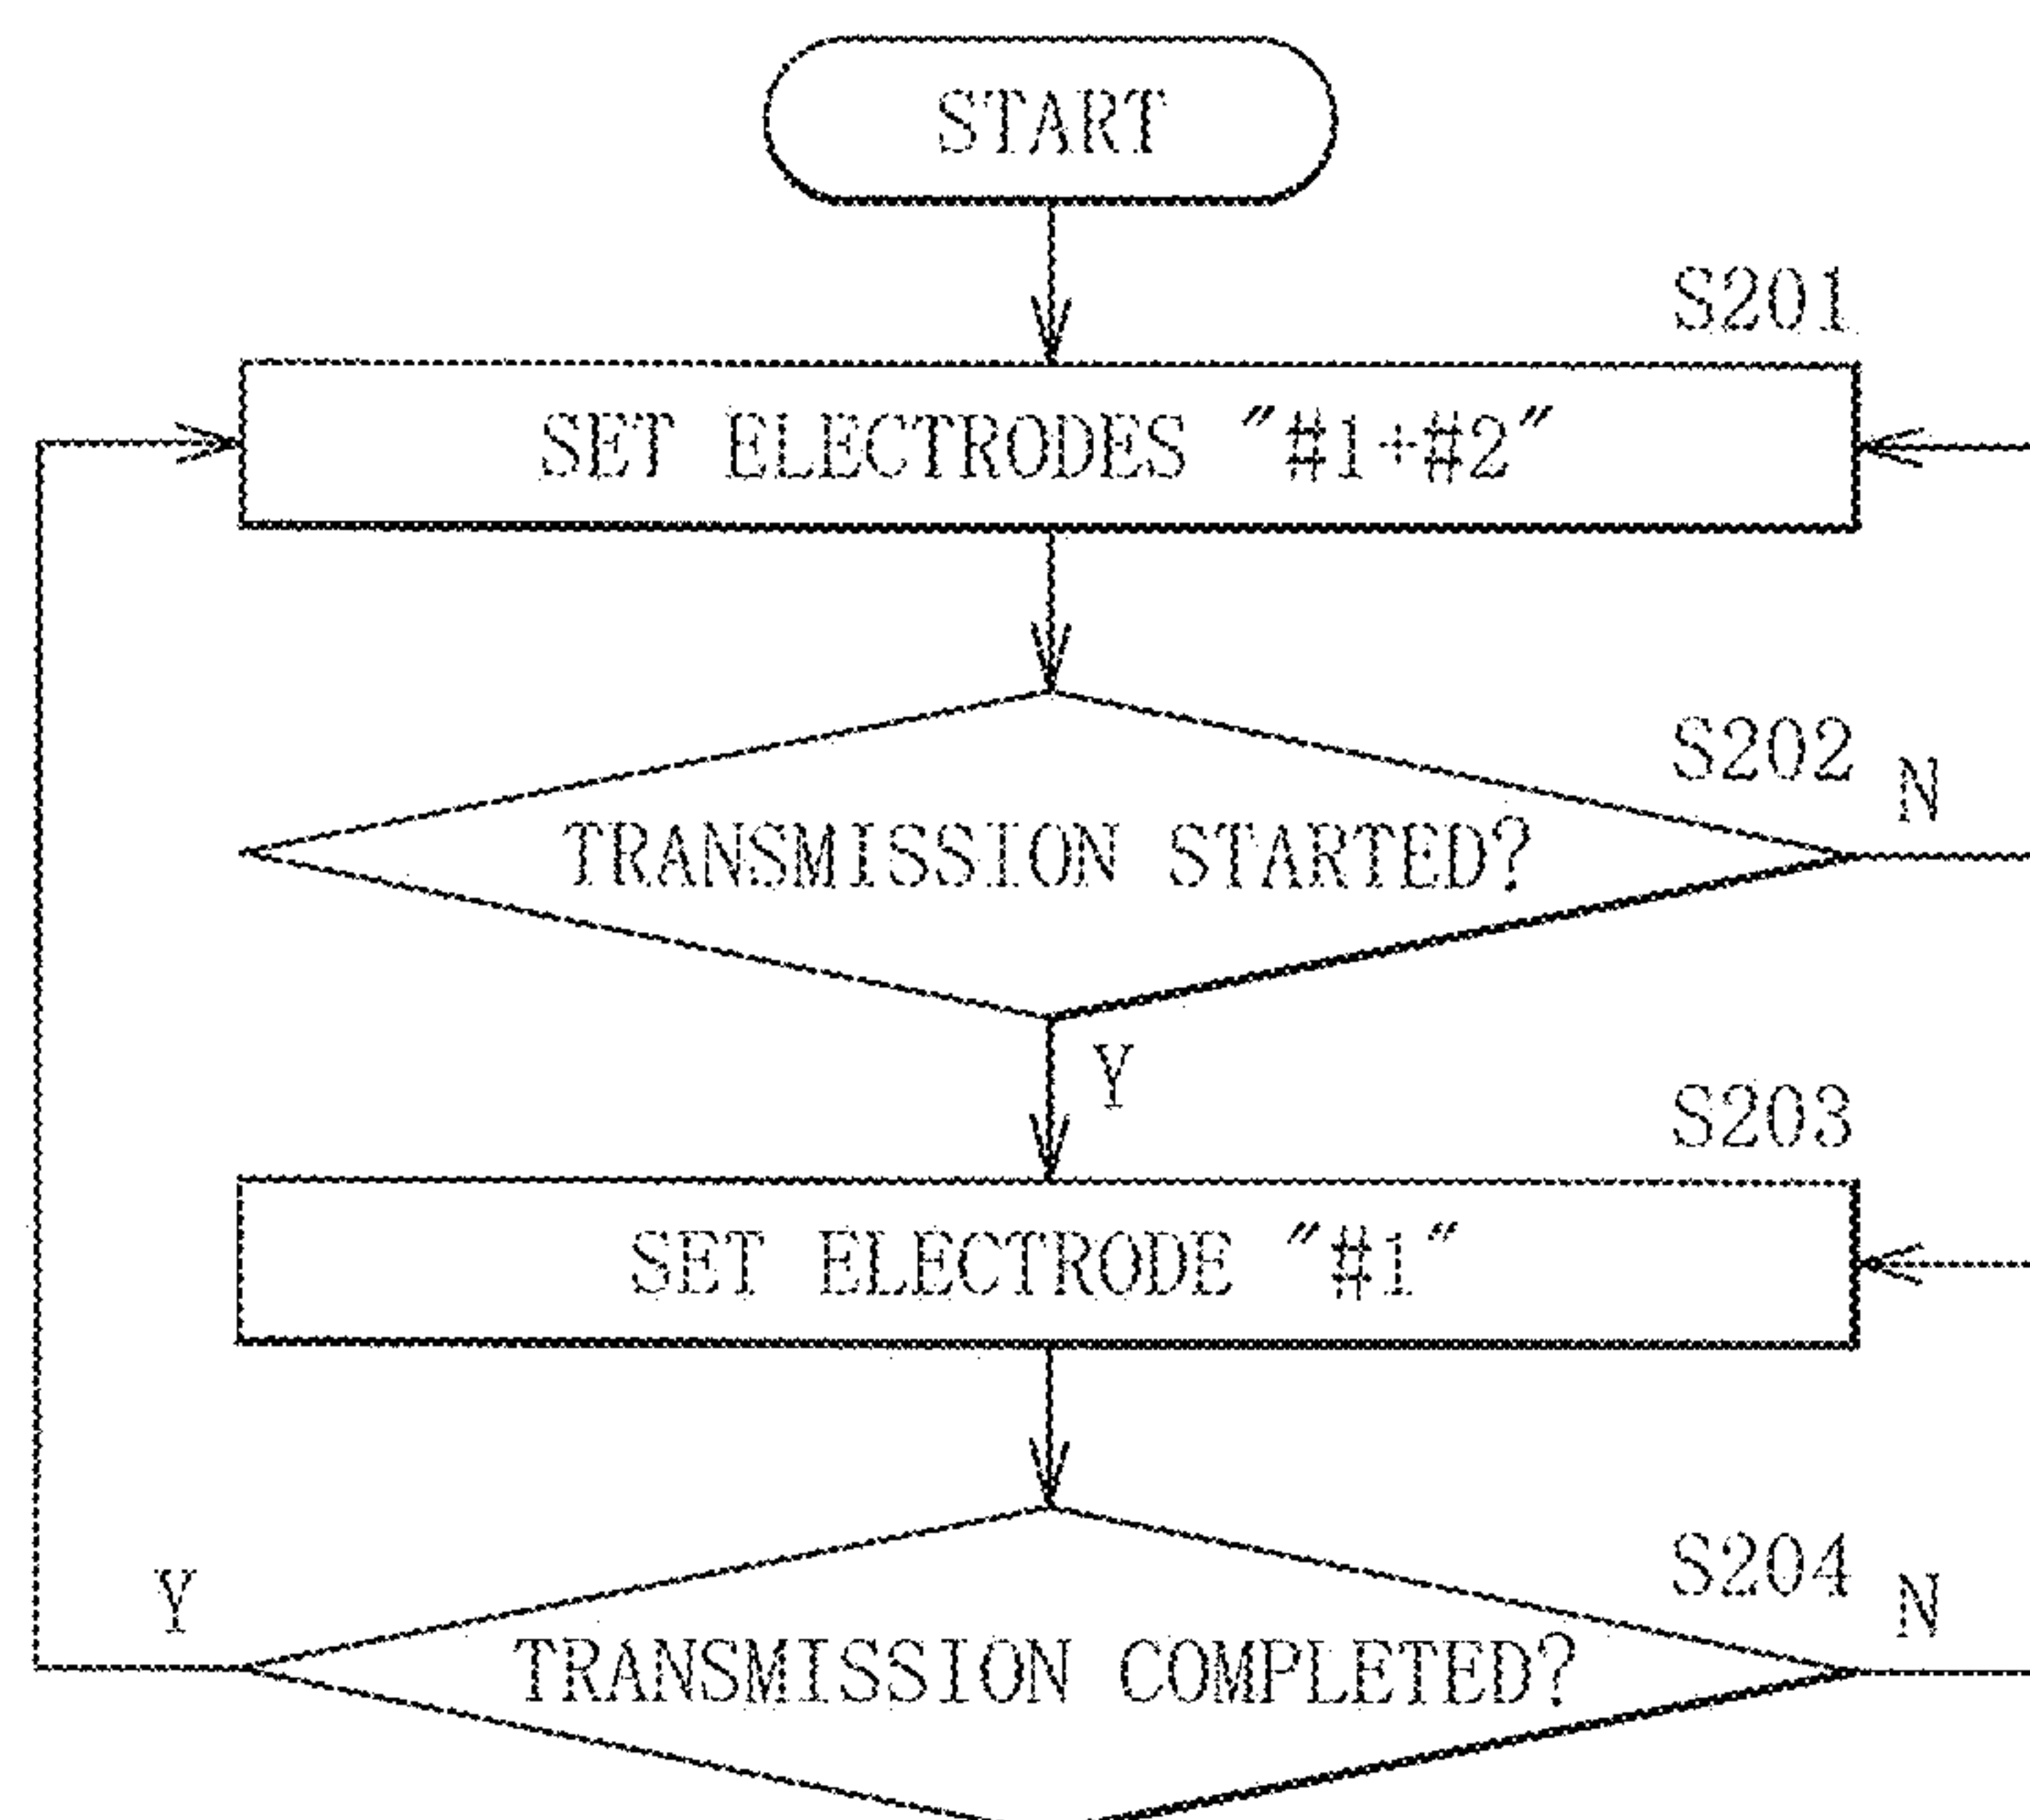 START
S201
SET ELECTRODES "#1+#2"
S202
N
TRANSMISSION STARTED?
Y
S203
SET ELECTRODE "#1"
S204
N
Y
TRANSMISSION COMPLETED?